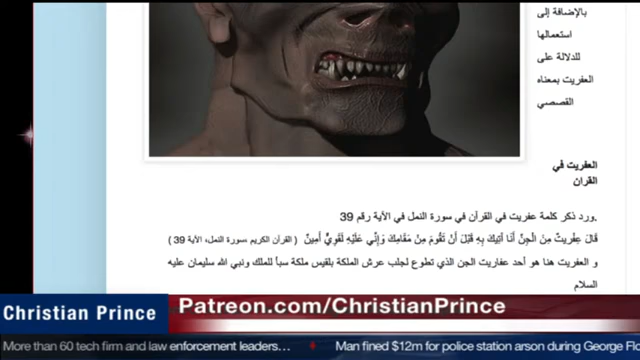 بالإضافة إلى
استعمالها
للدلالة على
العفريت بمعناه
القصصي
العفريت في
القران
.ورد ذكر كلمة عفريت في القرآن في سورة النمل في الآية رقم 39
قَالَ عِفْرِيتٌ مِنَ الْجِنِّ أَنَا آتِيكَ بِهِ قَبْلَ أَنْ تَقُومَ مِنْ مَقَامِكَ وَإِنِّي عَلَيْهِ لَقَوِيٌّ أَمِينٌ ( القران الكريم ،سورة النمل، الآية 39 )
و العفريت هنا هو أحد عفاريت الجن الذي تطوع لجلب عرش الملكة بلقيس ملكة سبأ للملك ونبي الله سليمان عليه
السلام
Christian Prince
Patreon.com/ChristianPrince
More than 60 tech firm and law enforcement leaders...
Man fined $12m for police station arson during George Flo